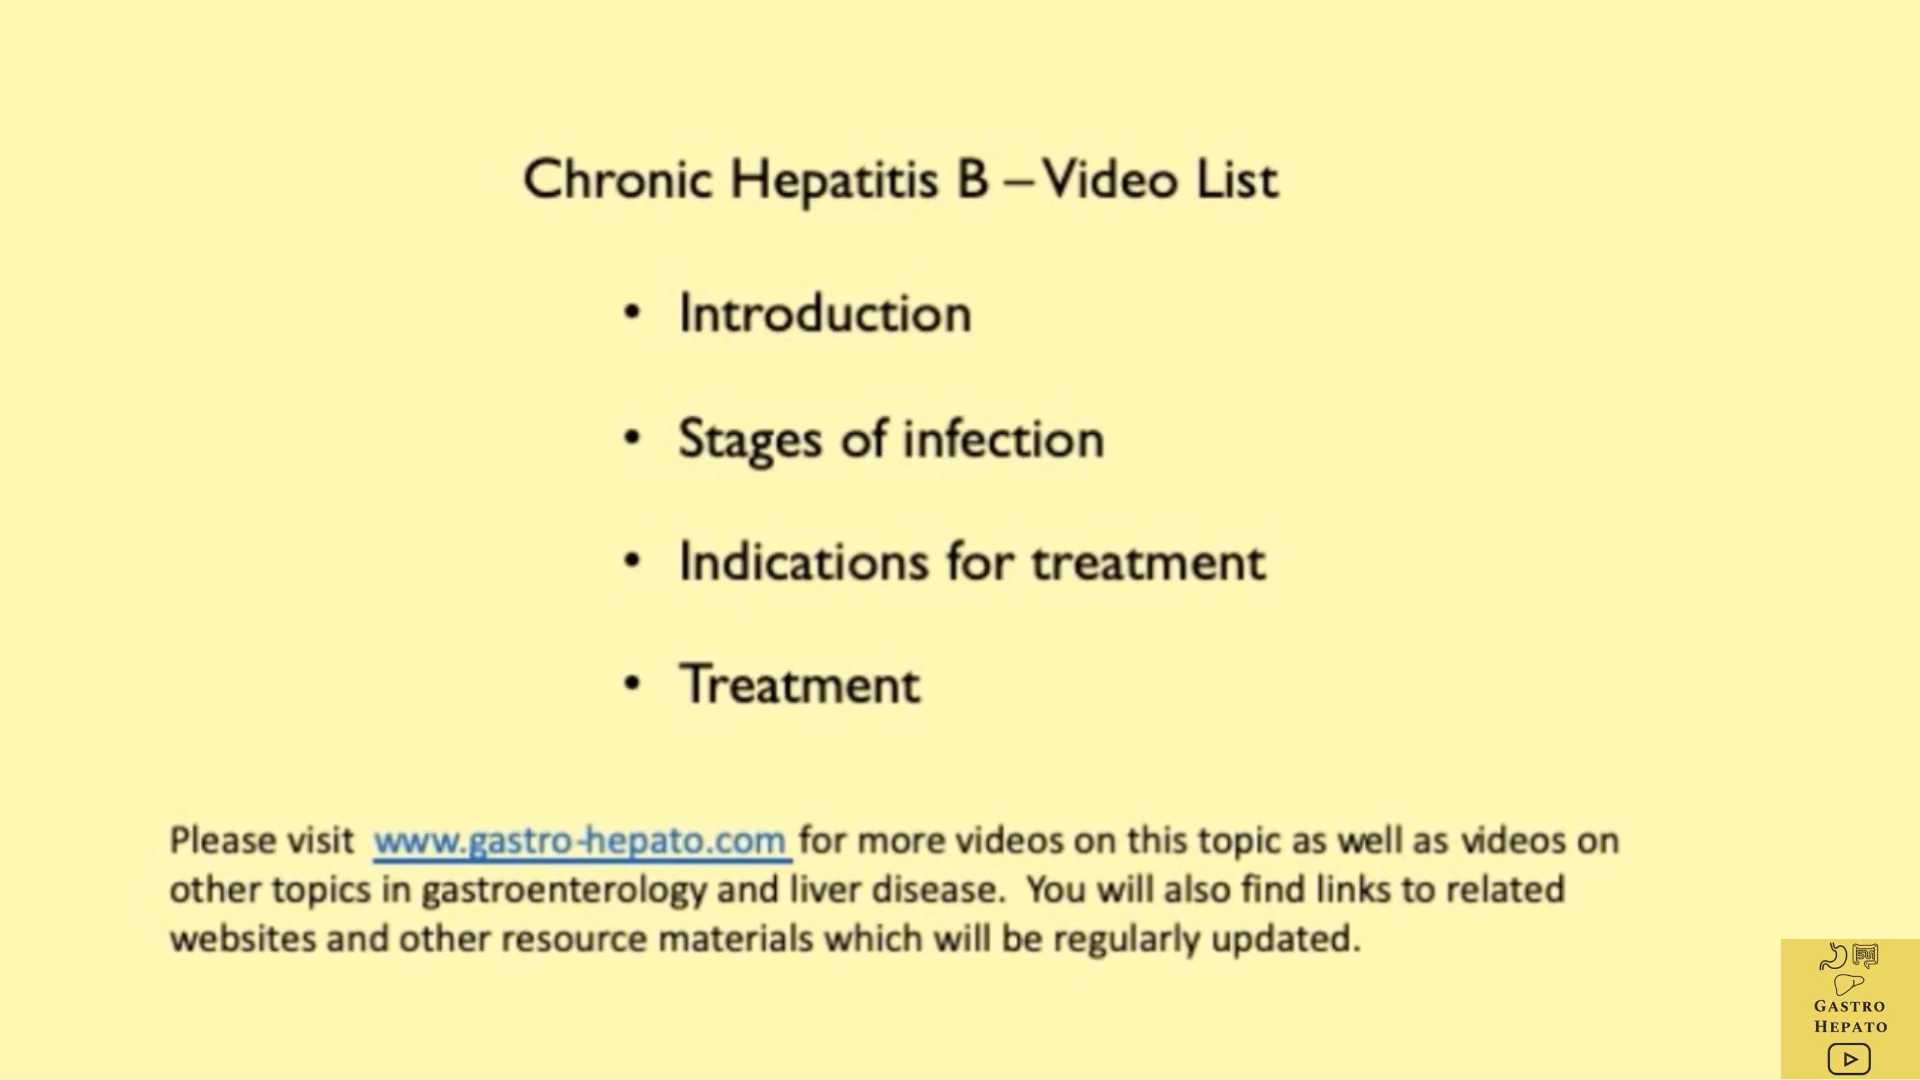 Chronic Hepatitis B – Video List
• Introduction
• Stages of infection
• Indications for treatment
• Treatment
Please visit www.gastro-hepato.com for more videos on this topic as well as videos on
other topics in gastroenterology and liver disease. You will also find links to related
websites and other resource materials which will be regularly updated.
GASTRO
HEPATO